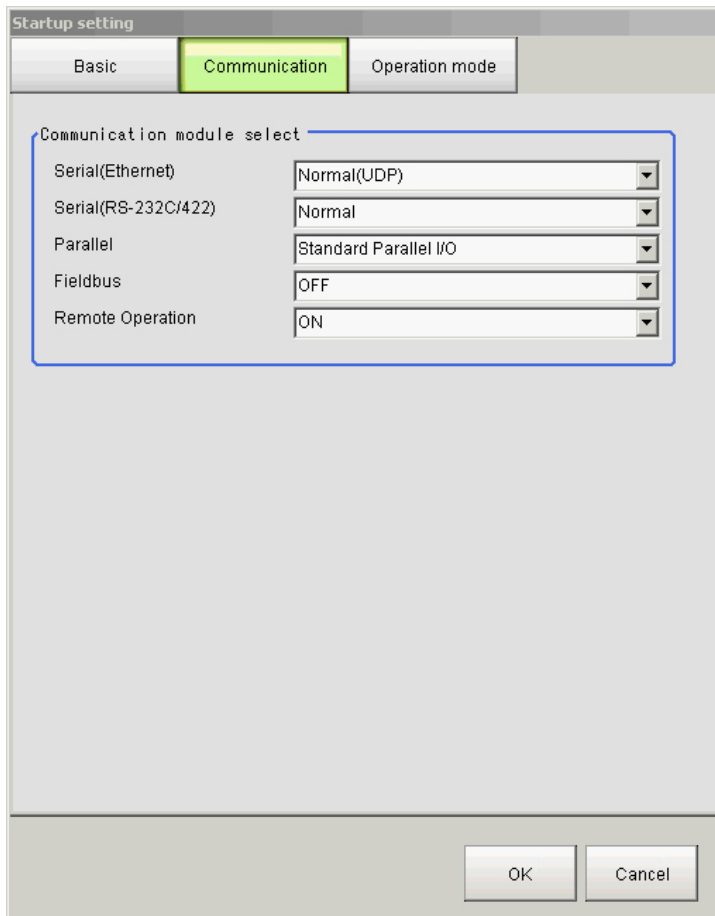 Startup setting
Basic Communication Operation mode
Communication module select
Serial(Ethernet) Normal(UDP)
Serial(RS-232C/422) Normal
Parallel Standard Parallel I/O
Fieldbus OFF
Remote Operation ON
OK Cancel